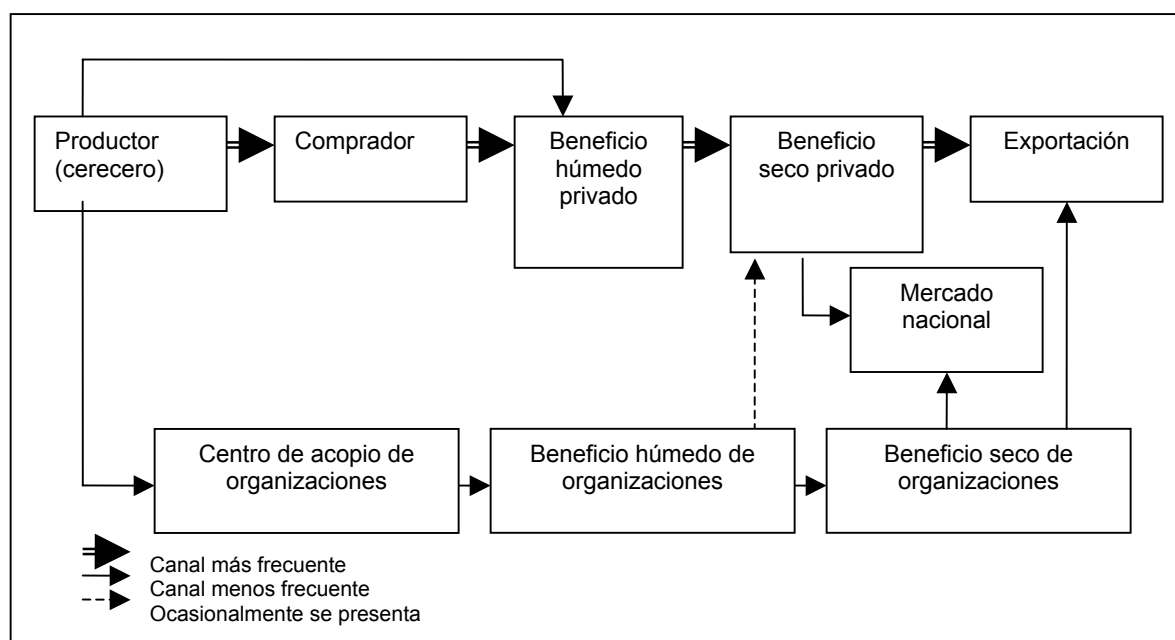 Productor
(cerecero)
Comprador
Beneficio
húmedo
privado
Beneficio
seco privado
Exportación
Mercado
nacional
Centro de acopio de
organizaciones
Beneficio húmedo de
organizaciones
Beneficio seco de
organizaciones
Canal más frecuente
Canal menos frecuente
Ocasionalmente se presenta